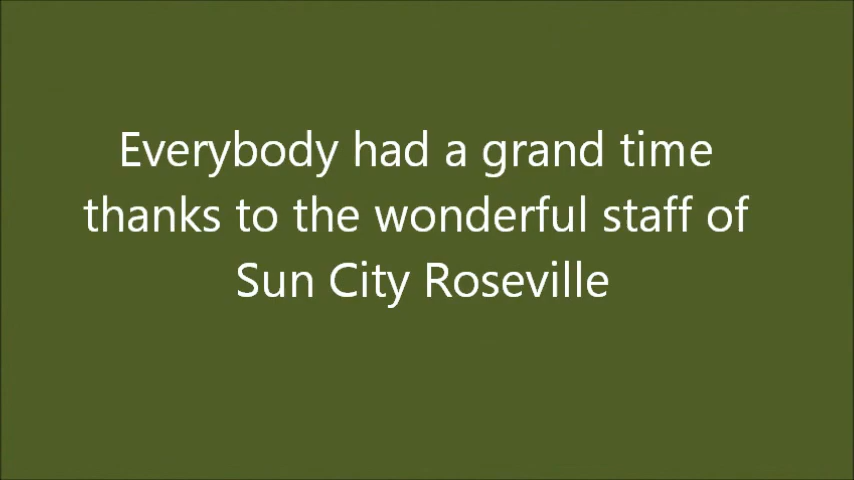 Everybody had a grand time
thanks to the wonderful staff of
Sun City Roseville